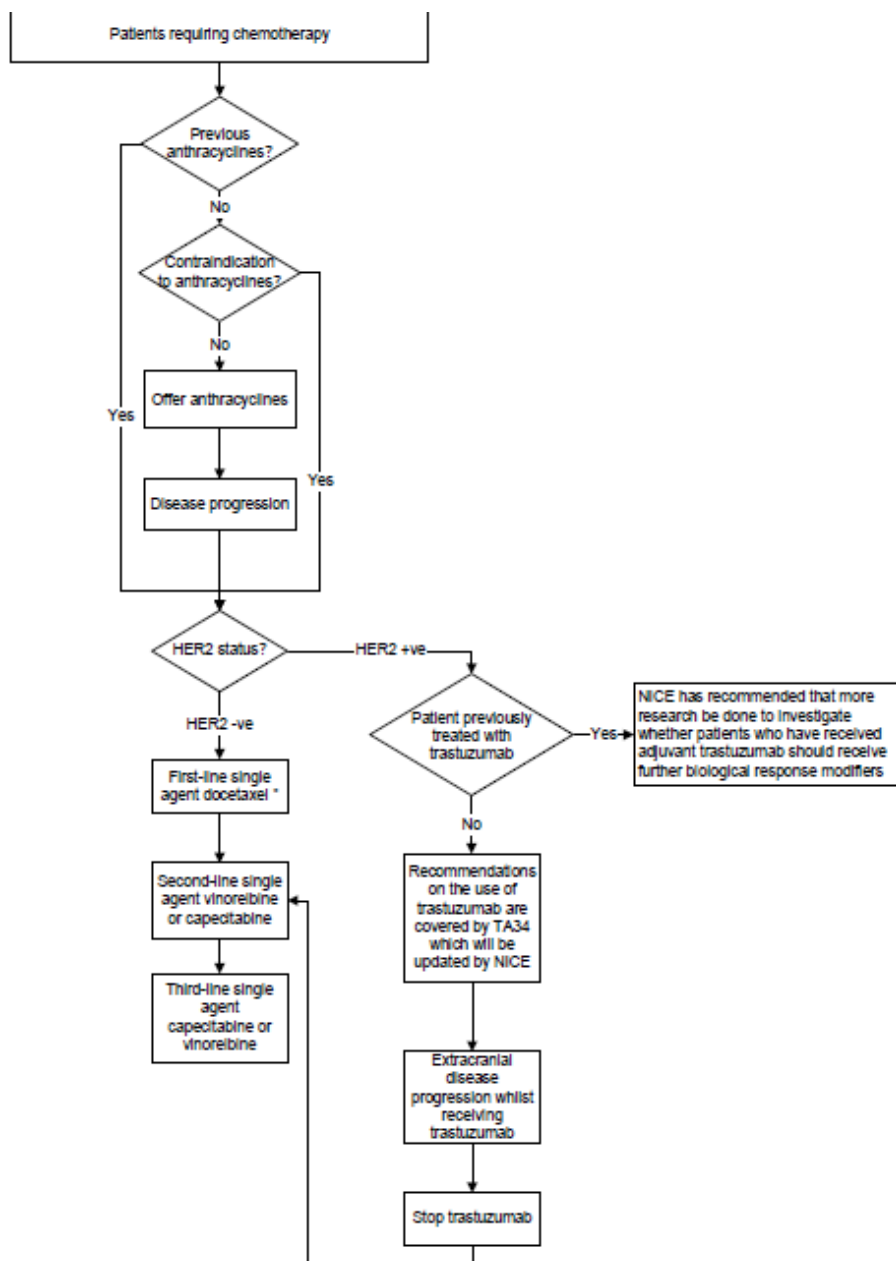 Patients requiring chemotherapy
Previous
anthracyclines?
No
Contraindication
to anthracyclines?
No
Offer anthracyclines
Yes
Yes
Disease progression
HER2 status?
HER2 +ve
HER2 -ve
Patient previously
treated with
trastuzumab
Yes
NICE has recommended that more
research be done to investigate
whether patients who have received
adjuvant trastuzumab should receive
further biological response modifiers
No
First-line single
agent docetaxel *
Second-line single
agent vinorelbine
or capecitabine
Third-line single
agent
capecitabine or
vinorelbine
Recommendations
on the use of
trastuzumab are
covered by TA34
which will be
updated by NICE
Extracranial
disease
progression whilst
receiving
trastuzumab
Stop trastuzumab